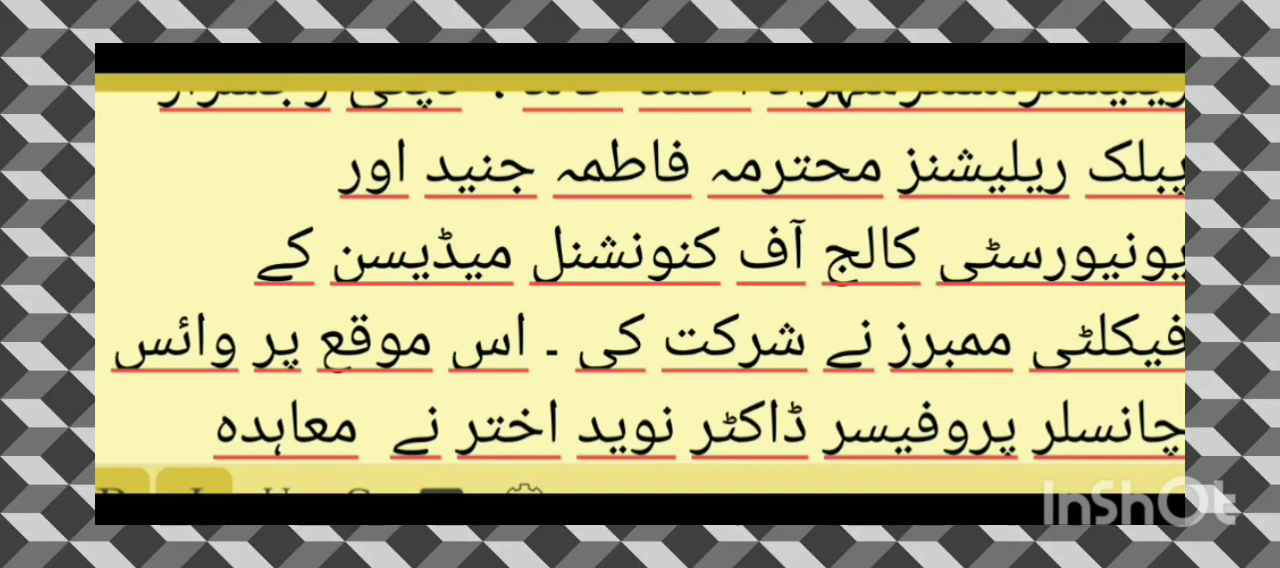 پبلک ریلیشنز محترمہ فاطمہ جنید اور
یونیورسٹی کالج آف کنونشنل میڈیسن کے
فیکلٹی ممبرز نے شرکت کی ۔ اس موقع پر وائس
چانسلر پروفیسر ڈاکٹر نوید اختر نے معاہدہ
InShOt